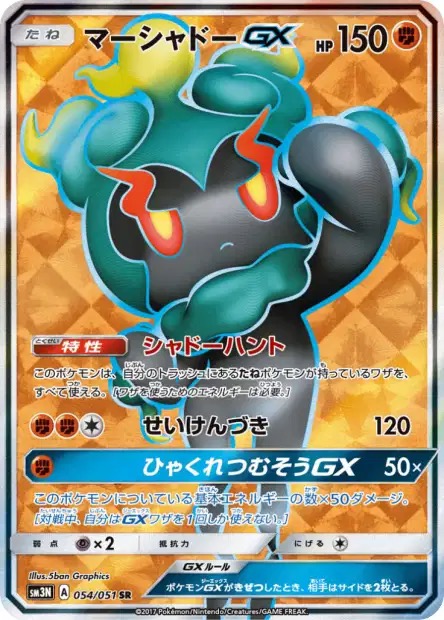 たね マーシャドーGX HP 150
特性 シャドーハント
このポケモンは、自分のトラッシュにあるたねポケモンが持っているワザを、
すべて使える。[ワザを使うためのエネルギーは必要。]
せいけんづき 120
ひゃくれつむそうGX 50×
このポケモンについている基本エネルギーの数×50ダメージ。
[対戦中、自分はGXワザを1回しか使えない。]
弱点 ×2 抵抗力 にげる
Illus.5ban Graphics
GXルール
ポケモンGXがきぜつしたとき、相手はサイドを2枚とる。
SM3N A 054/051 SR
©2017 Pokémon/Nintendo/Creatures/GAME FREAK.